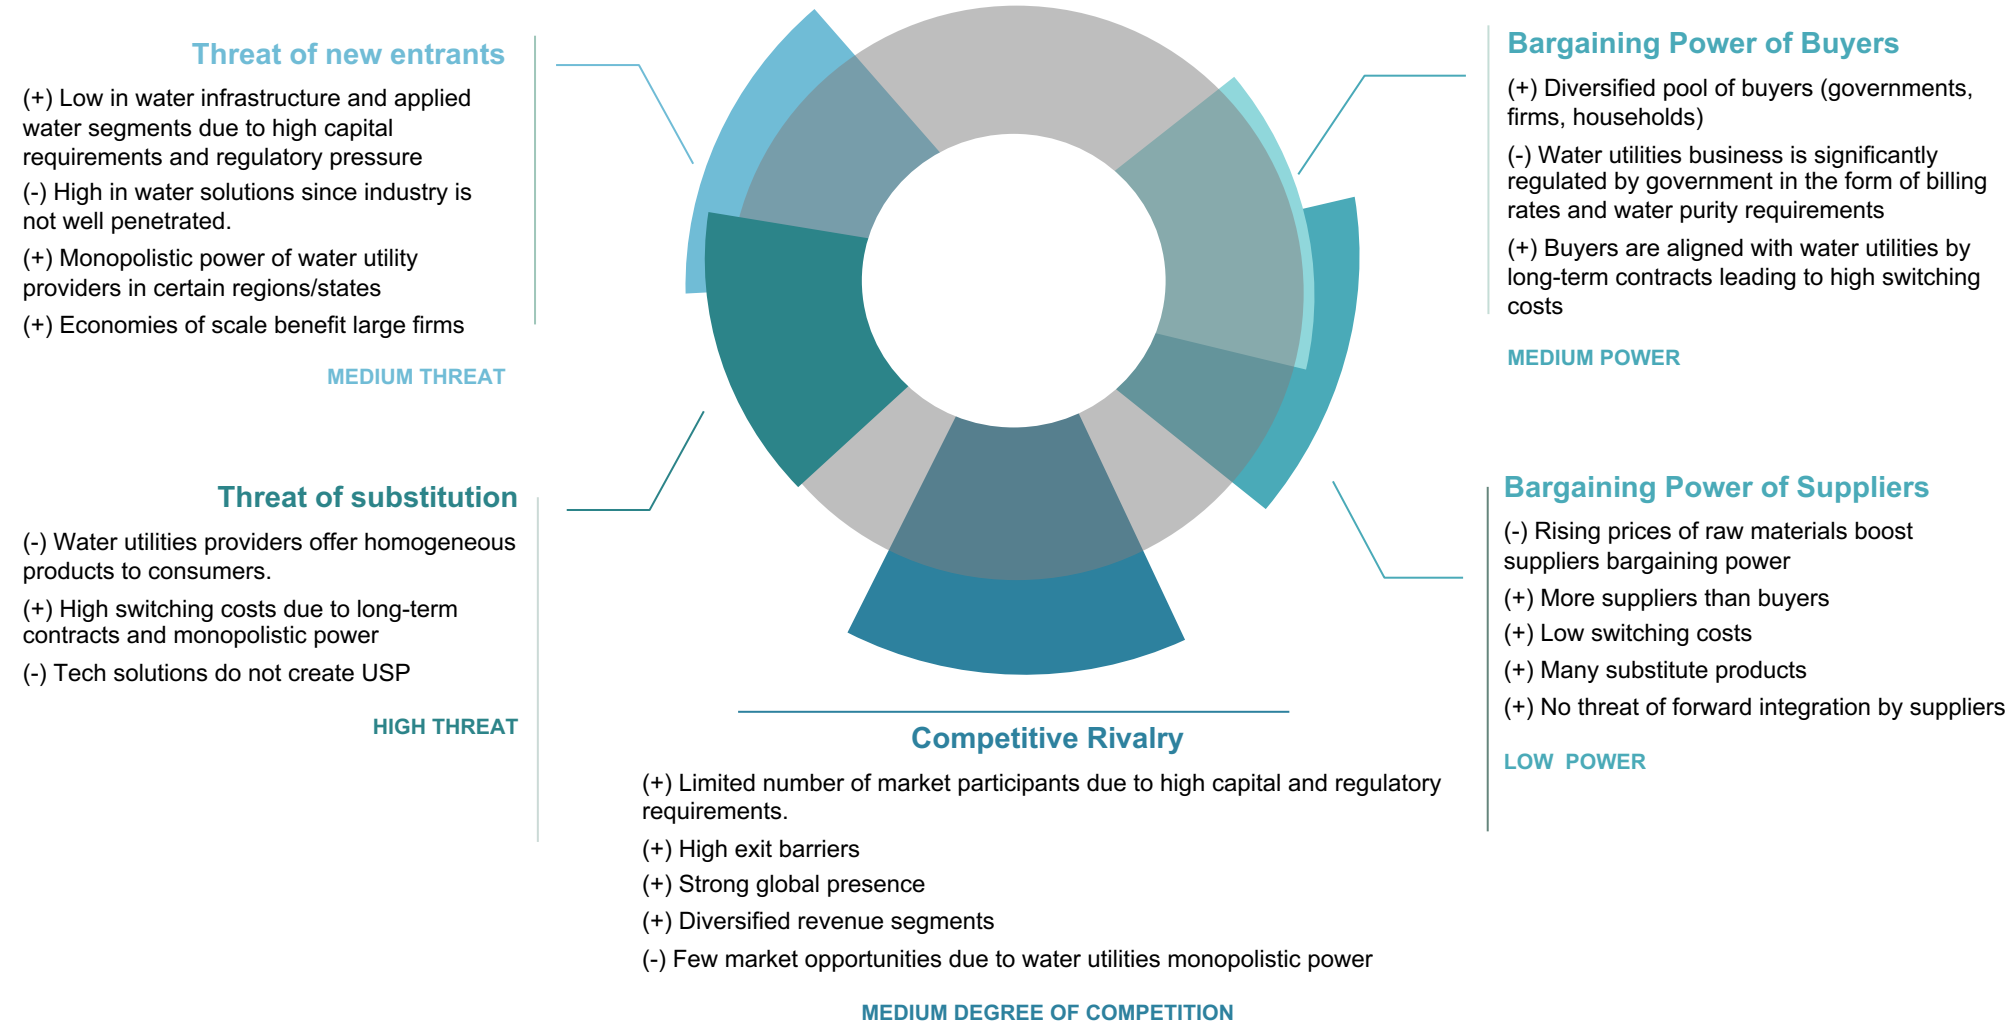 Threat of new entrants
(+) Low in water infrastructure and applied
water segments due to high capital
requirements and regulatory pressure
(-) High in water solutions since industry is
not well penetrated.
(+) Monopolistic power of water utility
providers in certain regions/states
(+) Economies of scale benefit large firms
MEDIUM THREAT
Bargaining Power of Buyers
(+) Diversified pool of buyers (governments,
firms, households)
(-) Water utilities business is significantly
regulated by government in the form of billing
rates and water purity requirements
(+) Buyers are aligned with water utilities by
long-term contracts leading to high switching
costs
MEDIUM POWER
Threat of substitution
(-) Water utilities providers offer homogeneous
products to consumers.
(+) High switching costs due to long-term
contracts and monopolistic power
(-) Tech solutions do not create USP
HIGH THREAT
Bargaining Power of Suppliers
(-) Rising prices of raw materials boost
suppliers bargaining power
(+) More suppliers than buyers
(+) Low switching costs
(+) Many substitute products
(+) No threat of forward integration by suppliers
LOW POWER
Competitive Rivalry
(+) Limited number of market participants due to high capital and regulatory
requirements.
(+) High exit barriers
(+) Strong global presence
(+) Diversified revenue segments
(-) Few market opportunities due to water utilities monopolistic power
MEDIUM DEGREE OF COMPETITION